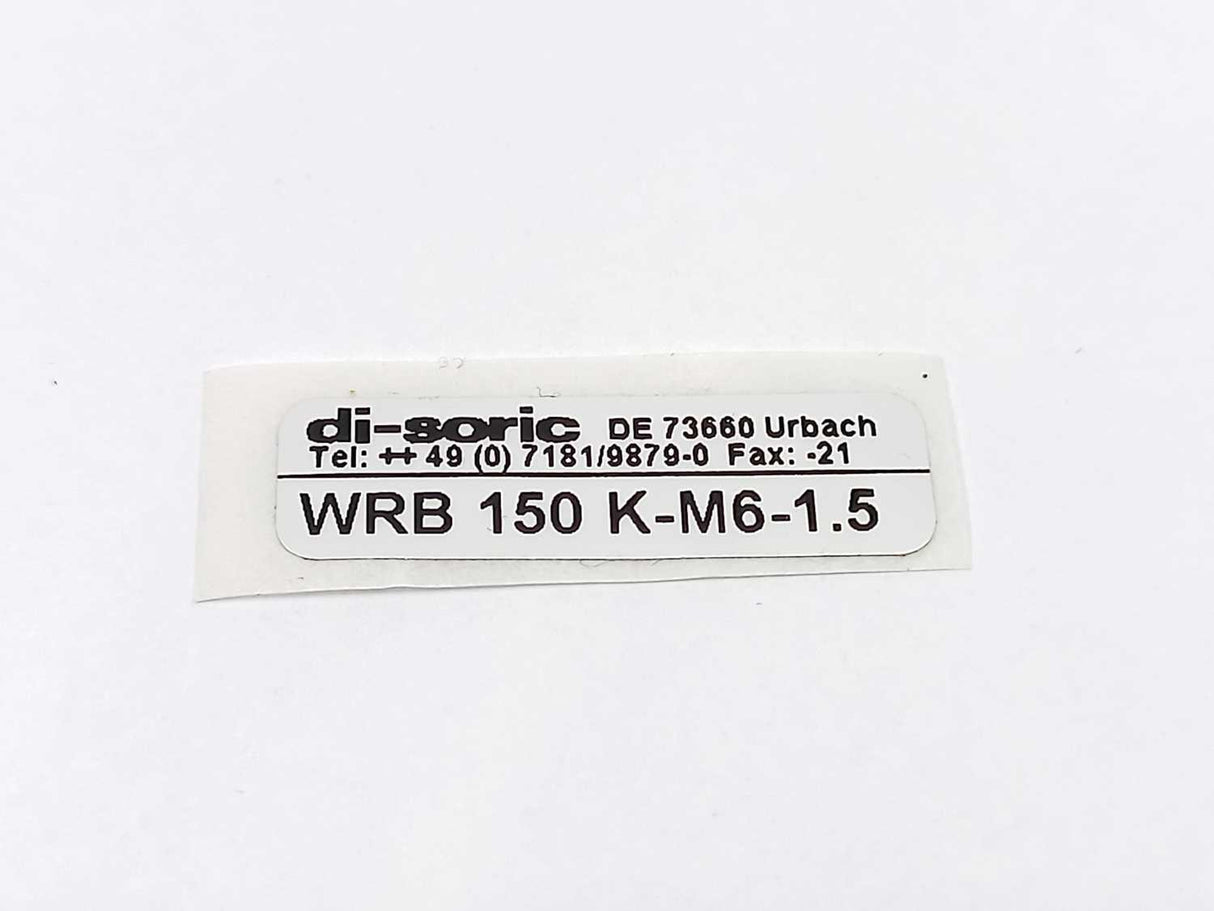 di-soric DE 73660 Urbach
Tel: ++ 49 (0) 7181/9879-0 Fax: -21
WRB 150 K-M6-1.5